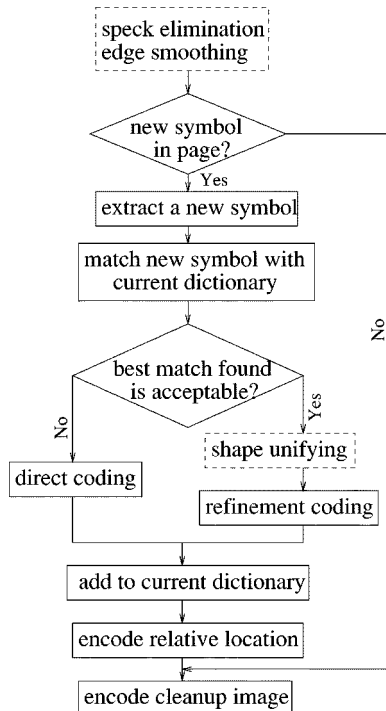 speck elimination
edge smoothing
new symbol
in page?
Yes
extract a new symbol
match new symbol with
current dictionary
No
best match found
is acceptable?
No
Yes
shape unifying
direct coding
refinement coding
add to current dictionary
encode relative location
encode cleanup image